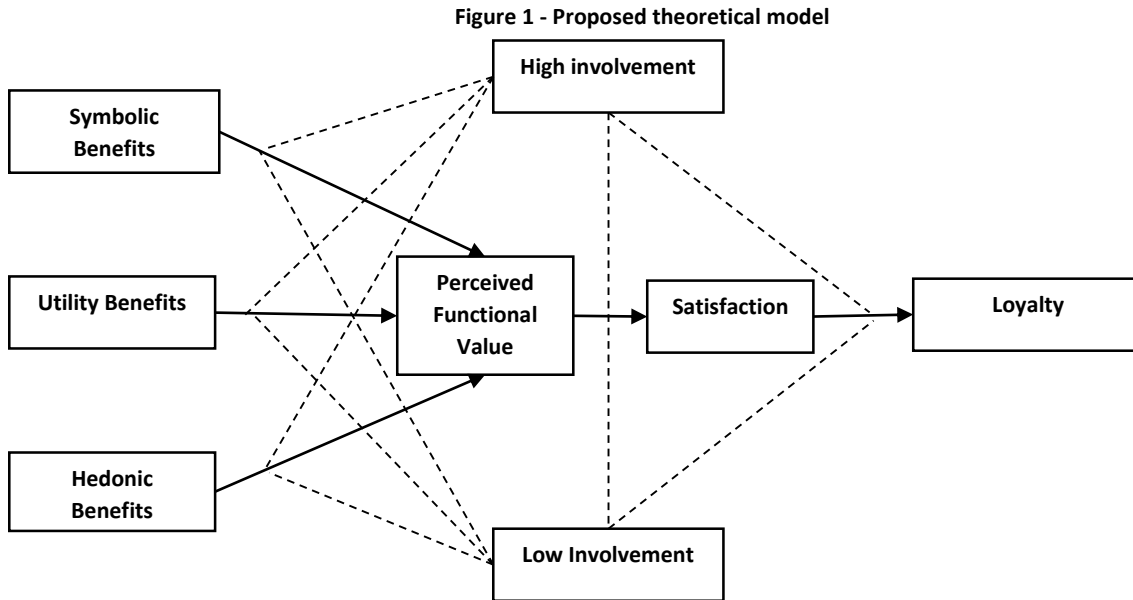 Figure 1 - Proposed theoretical model
High involvement
Symbolic
Benefits
Utility Benefits
Perceived
Functional
Value
Satisfaction
Loyalty
Hedonic
Benefits
Low Involvement